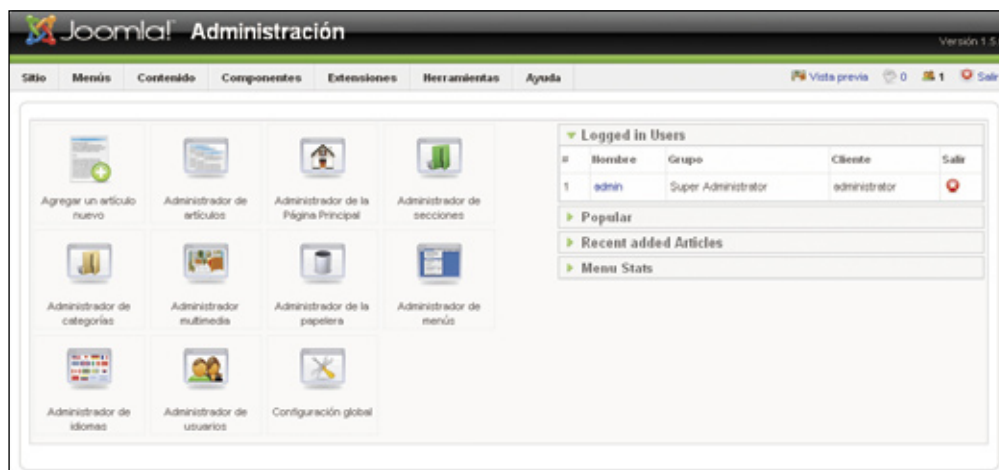 Joomla! Administración
Versión 1.5
Sitio Menús Contenido Componentes Extensiones Herramientas Ayuda Vista previa 0 1 Salir
Agregar un artículo nuevo
Administrador de artículos
Administrador de la Página Principal
Administrador de secciones
Administrador de categorías
Administrador multimedia
Administrador de la papelera
Administrador de menús
Administrador de idiomas
Administrador de usuarios
Configuración global
Logged in Users
# Nombre Grupo Cliente Salir
1 admin Super Administrator administrator
Popular
Recent added Articles
Menu Stats